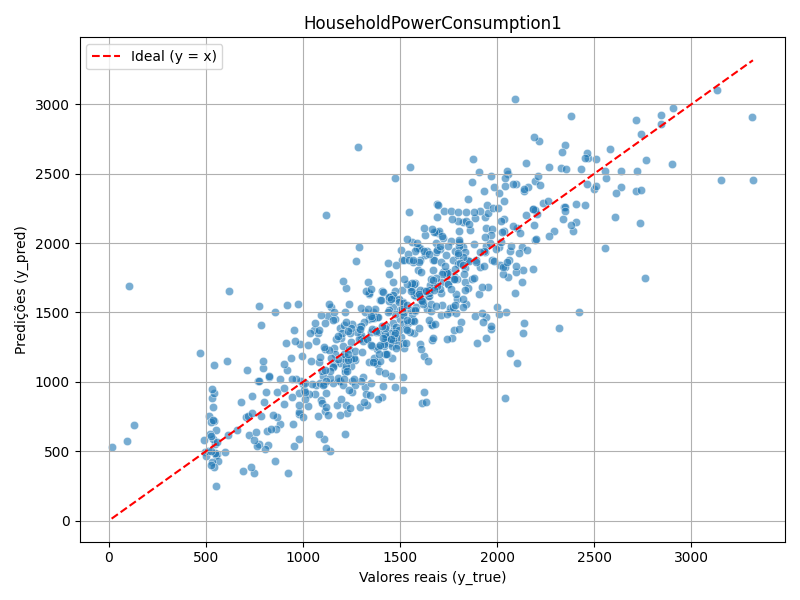 HouseholdPowerConsumption1
Ideal (y = x)
Predições (y_pred)
3000
2500
2000
1500
1000
500
0
0 500 1000 1500 2000 2500 3000
Valores reais (y_true)